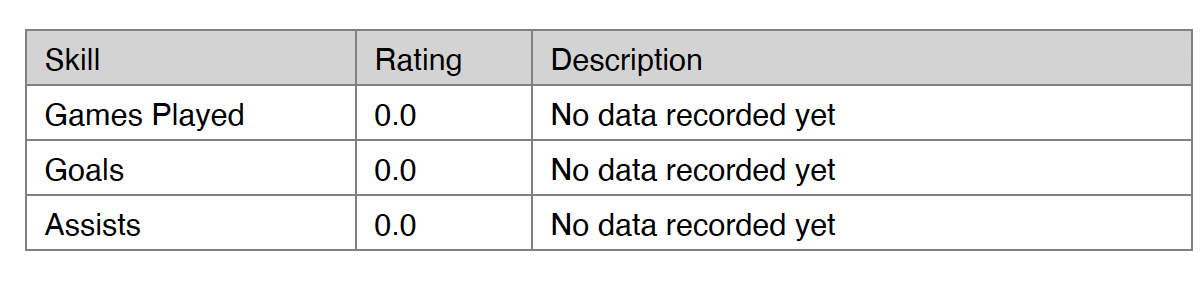 Skill Rating Description
Games Played 0.0 No data recorded yet
Goals 0.0 No data recorded yet
Assists 0.0 No data recorded yet